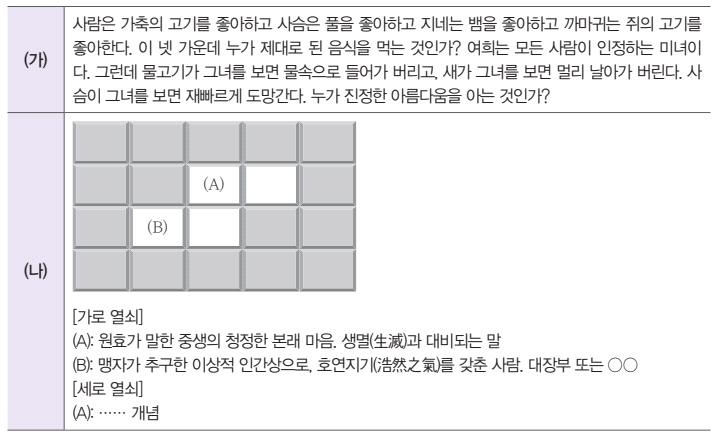 (가)
사람은 가축의 고기를 좋아하고 사슴은 풀을 좋아하고 지네는 뱀을 좋아하고 까마귀는 쥐의 고기를
좋아한다. 이 넷 가운데 누가 제대로 된 음식을 먹는 것인가? 여희는 모든 사람이 인정하는 미녀이
다. 그런데 물고기가 그녀를 보면 물속으로 들어가 버리고, 새가 그녀를 보면 멀리 날아가 버린다. 사
슴이 그녀를 보면 재빠르게 도망간다. 누가 진정한 아름다움을 아는 것인가?
(나)
(A)
(B)
[가로 열쇠]
(A): 원효가 말한 중생의 청정한 본래 마음. 생멸(生滅)과 대비되는 말
(B): 맹자가 추구한 이상적 인간상으로, 호연지기(浩然之氣)를 갖춘 사람. 대장부 또는 ○○
[세로 열쇠]
(A): …… 개념